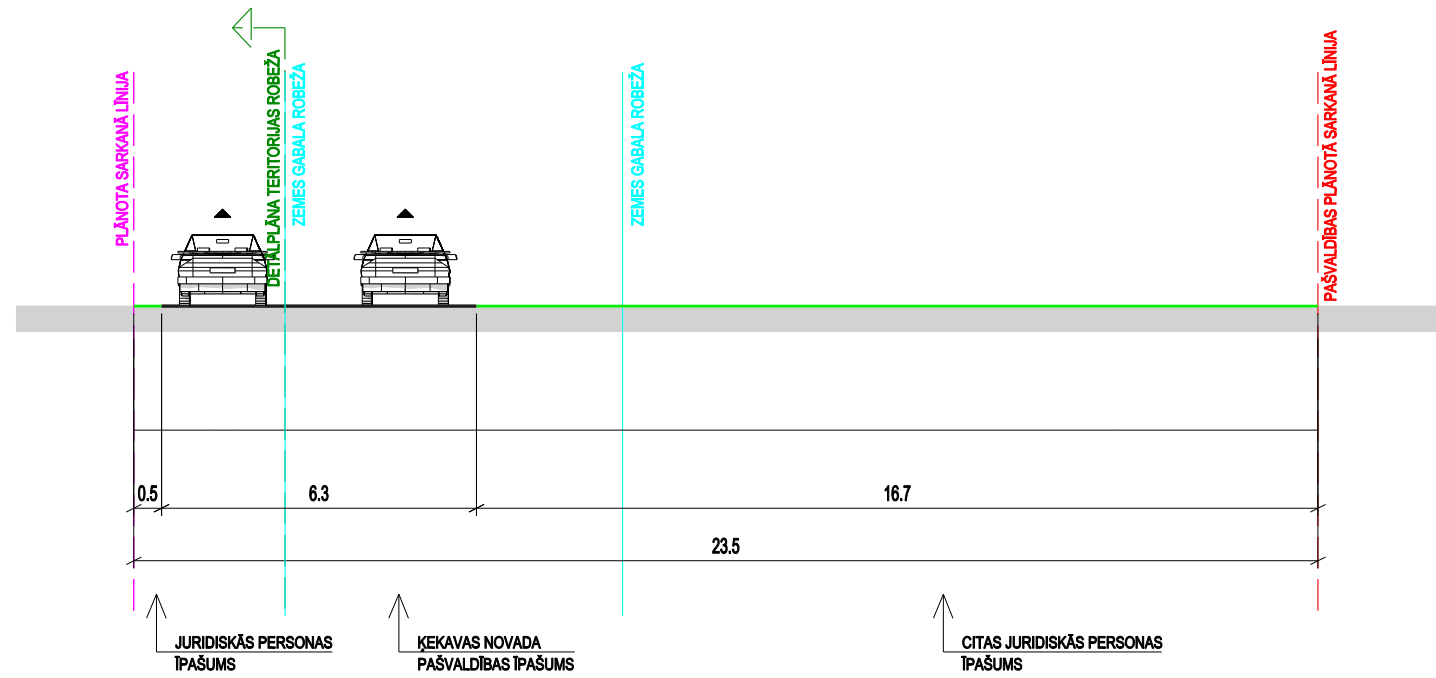 PLĀNOTA SARKANĀ LĪNIJA
DETĀLPLĀNA TERITORIJAS ROBEŽA
ZEMES GABALA ROBEŽA
ZEMES GABALA ROBEŽA
PAŠVALDĪBAS PLĀNOTĀ SARKANĀ LĪNIJA
0.5
6.3
16.7
23.5
JURIDISKĀS PERSONAS
ĪPAŠUMS
ĶEKAVAS NOVADA
PAŠVALDĪBAS ĪPAŠUMS
CITAS JURIDISKĀS PERSONAS
ĪPAŠUMS